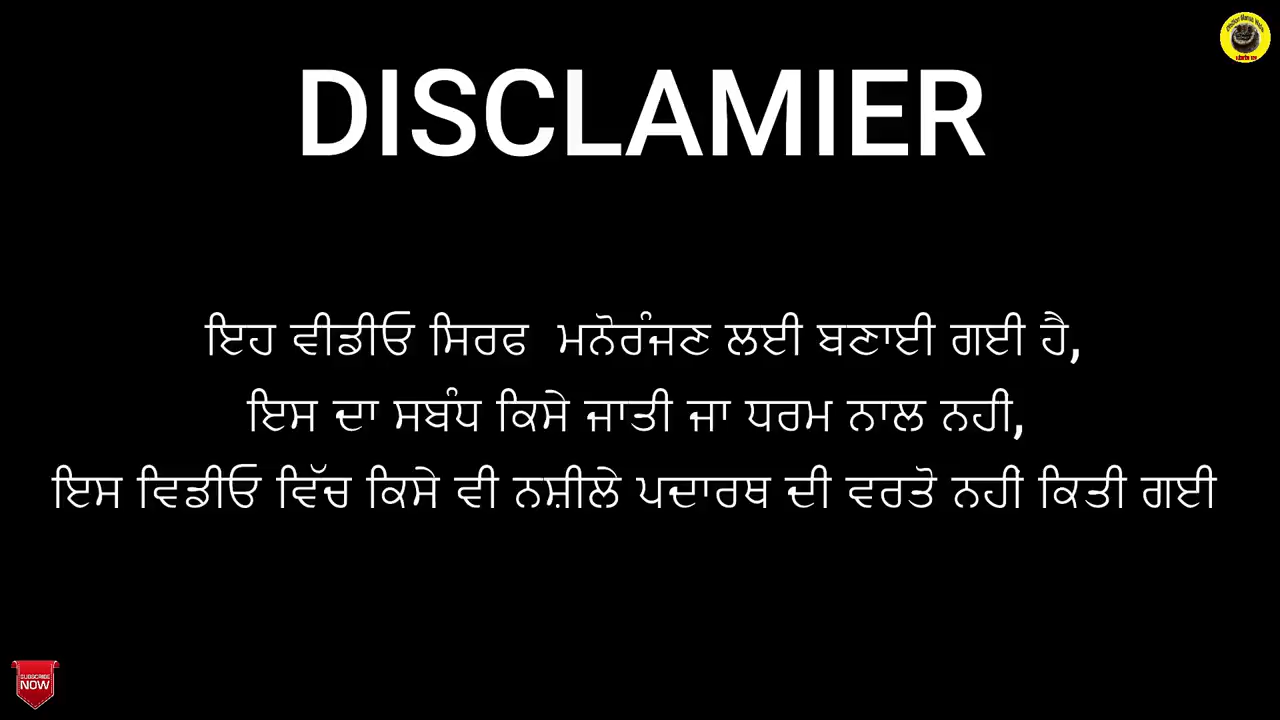 DISCLAMIER
ਇਹ ਵੀਡੀਓ ਸਿਰਫ ਮਨੋਰੰਜਣ ਲਈ ਬਣਾਈ ਗਈ ਹੈ,
ਇਸ ਦਾ ਸਬੰਧ ਕਿਸੇ ਜਾਤੀ ਜਾ ਧਰਮ ਨਾਲ ਨਹੀ,
ਇਸ ਵਿਡੀਓ ਵਿੱਚ ਕਿਸੇ ਵੀ ਨਸ਼ੀਲੇ ਪਦਾਰਥ ਦੀ ਵਰਤੋ ਨਹੀ ਕਿਤੀ ਗਈ
SUBSCRIBE
NOW